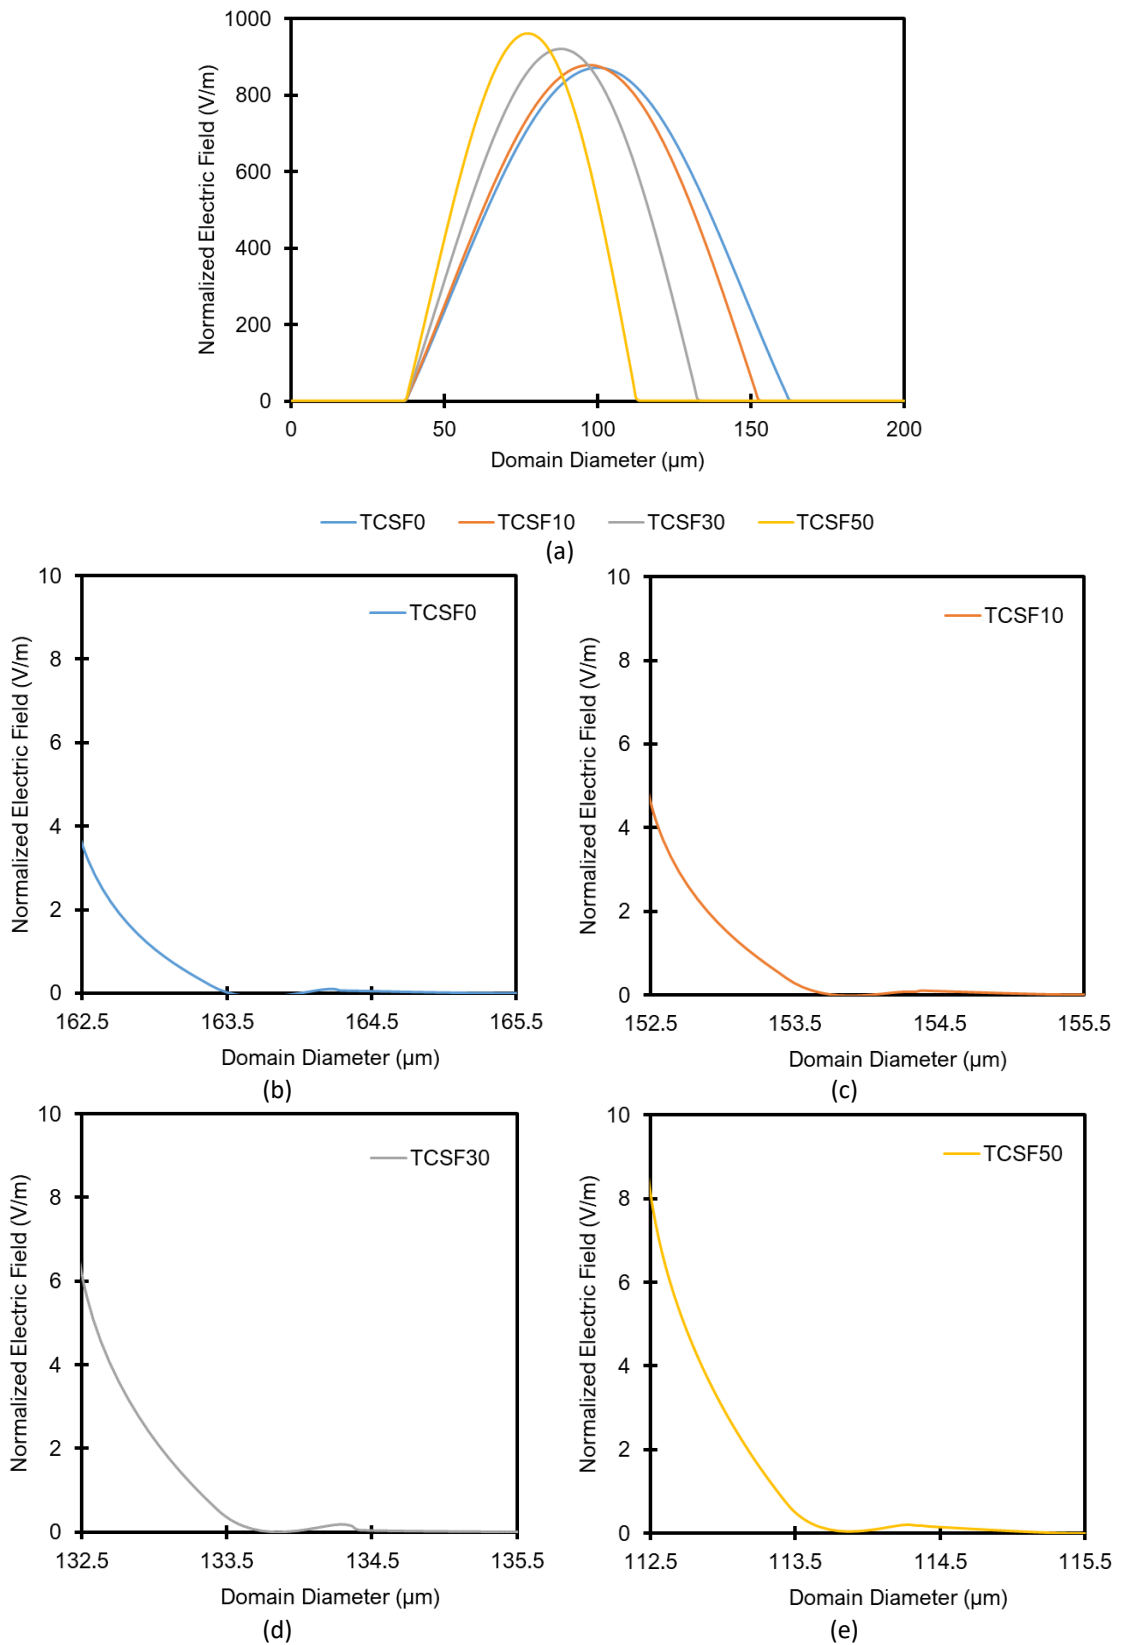 1000
800
600
400
200
0
Normalized Electric Field (V/m)
0 50 100 150 200
Domain Diameter (µm)
TCSF0 TCSF10 TCSF30 TCSF50
(a)
10
8
6
4
2
0
Normalized Electric Field (V/m)
TCSF0
162.5 163.5 164.5 165.5
Domain Diameter (µm)
(b)
10
8
6
4
2
0
Normalized Electric Field (V/m)
TCSF10
152.5 153.5 154.5 155.5
Domain Diameter (µm)
(c)
10
8
6
4
2
0
Normalized Electric Field (V/m)
TCSF30
132.5 133.5 134.5 135.5
Domain Diameter (µm)
(d)
10
8
6
4
2
0
Normalized Electric Field (V/m)
TCSF50
112.5 113.5 114.5 115.5
Domain Diameter (µm)
(e)